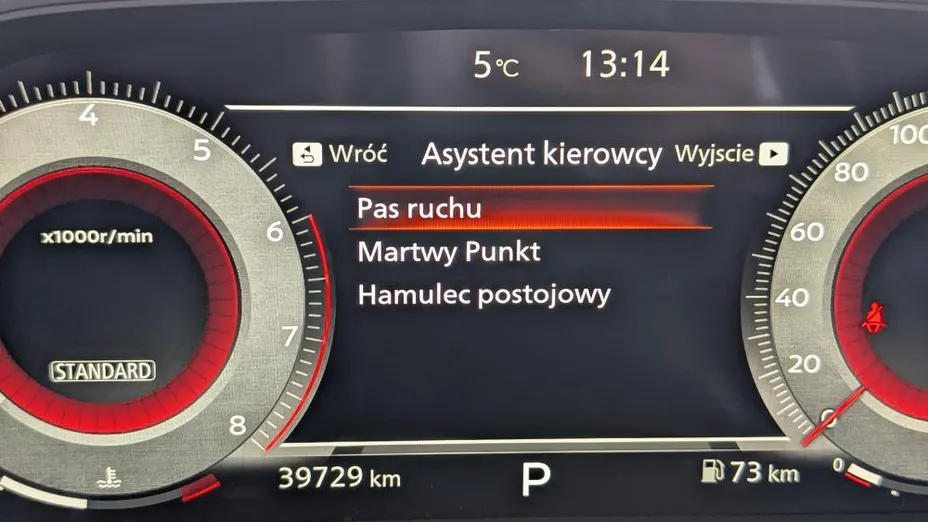 5°C 13:14
Wróć Asystent kierowcy Wyjscie
Pas ruchu
Martwy Punkt
Hamulec postojowy
4
5
6
7
8
x1000r/min
STANDARD
100
80
60
40
20
0
39729 km P 73 km
0